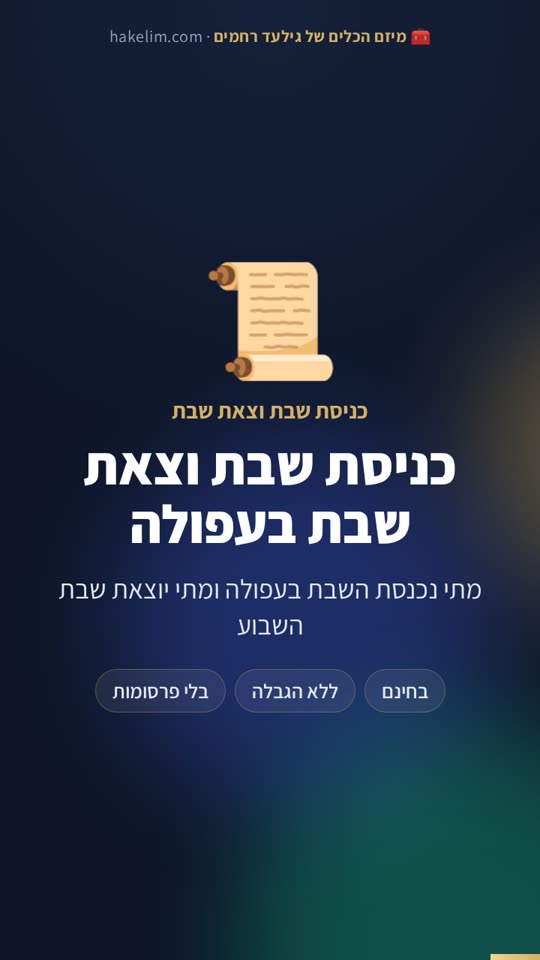 🧰 מיזם הכלים של גילעד רחמים · hakelim.com
כניסת שבת וצאת שבת
כניסת שבת וצאת
שבת בעפולה
מתי נכנסת השבת בעפולה ומתי יוצאת שבת
השבוע
בחינם
ללא הגבלה
בלי פרסומות